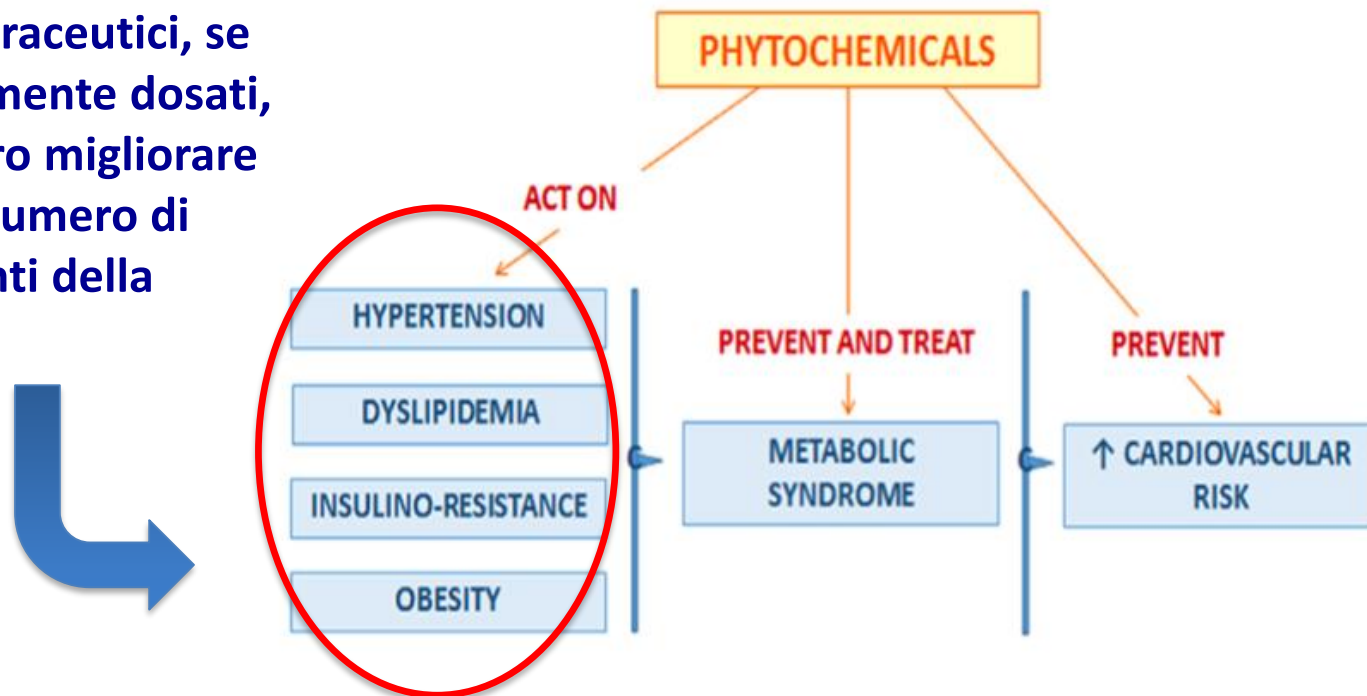 raceutici, se
mente dosati,
ro migliorare
umero di
nti della
PHYTOCHEMICALS
ACT ON
HYPERTENSION
DYSLIPIDEMIA
INSULINO-RESISTANCE
OBESITY
PREVENT AND TREAT
METABOLIC
SYNDROME
PREVENT
↑ CARDIOVASCULAR
RISK